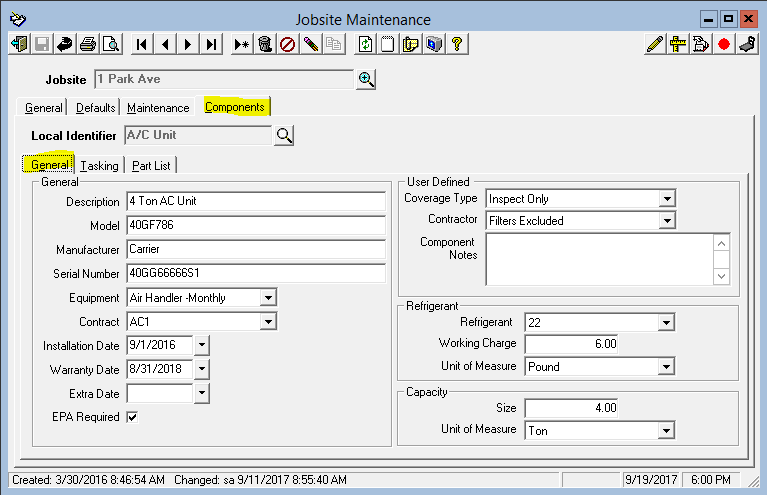 Jobsite Maintenance
Jobsite 1 Park Ave
General Defaults Maintenance Components
Local Identifier A/C Unit
General Tasking Part List
General
Description 4 Ton AC Unit
Model 40GF786
Manufacturer Carrier
Serial Number 40GG66666S1
Equipment Air Handler -Monthly
Contract AC1
Installation Date 9/1/2016
Warranty Date 8/31/2018
Extra Date
EPA Required
User Defined
Coverage Type Inspect Only
Contractor Filters Excluded
Component
Notes
Refrigerant
Refrigerant 22
Working Charge 6.00
Unit of Measure Pound
Capacity
Size 4.00
Unit of Measure Ton
Created: 3/30/2016 8:46:54 AM Changed: sa 9/11/2017 8:55:40 AM 9/19/2017 6:00 PM